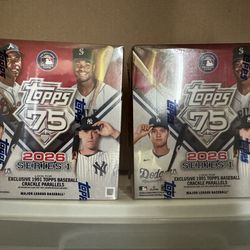 Topps
75
2026
SERIES 1
EXCLUSIVE 1991 TOPPS BASEBALL
CRACKLE PARALLELS
MAJOR LEAGUE BASEBALL
Topps
75
2026
SERIES 1
Dodgers
EXCLUSIVE 1991 TOPPS BASEBALL
CRACKLE PARALLELS
MAJOR LEAGUE BASEBALL